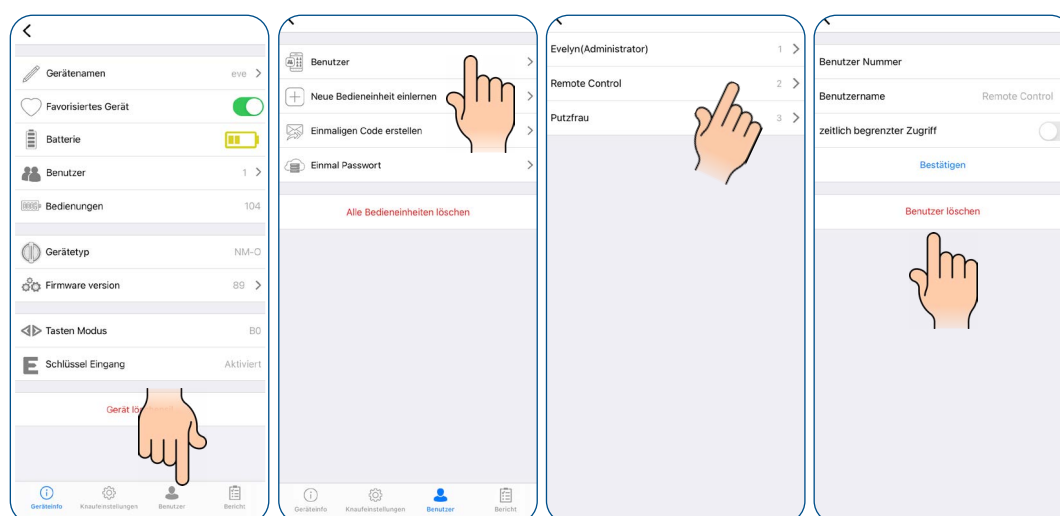 Gerätenamen eve
Favorisiertes Gerät
Batterie
Benutzer 1
Bedienungen 104
Gerätetyp NM-O
Firmware version 89
Tasten Modus B0
E Schlüssel Eingang Aktiviert
Gerät
Geräteinfo Knaufeinstellungen Benutzer Bericht
Benutzer
Neue Bedieneinheit einlernen
Einmaligen Code erstellen
Einmal Passwort
Alle Bedieneinheiten löschen
Geräteinfo Knaufeinstellungen Benutzer Bericht
Evelyn(Administrator) 1
Remote Control 2
Putzfrau 3
Benutzer Nummer
Benutzername Remote Control
zeitlich begrenzter Zugriff
Bestätigen
Benutzer löschen